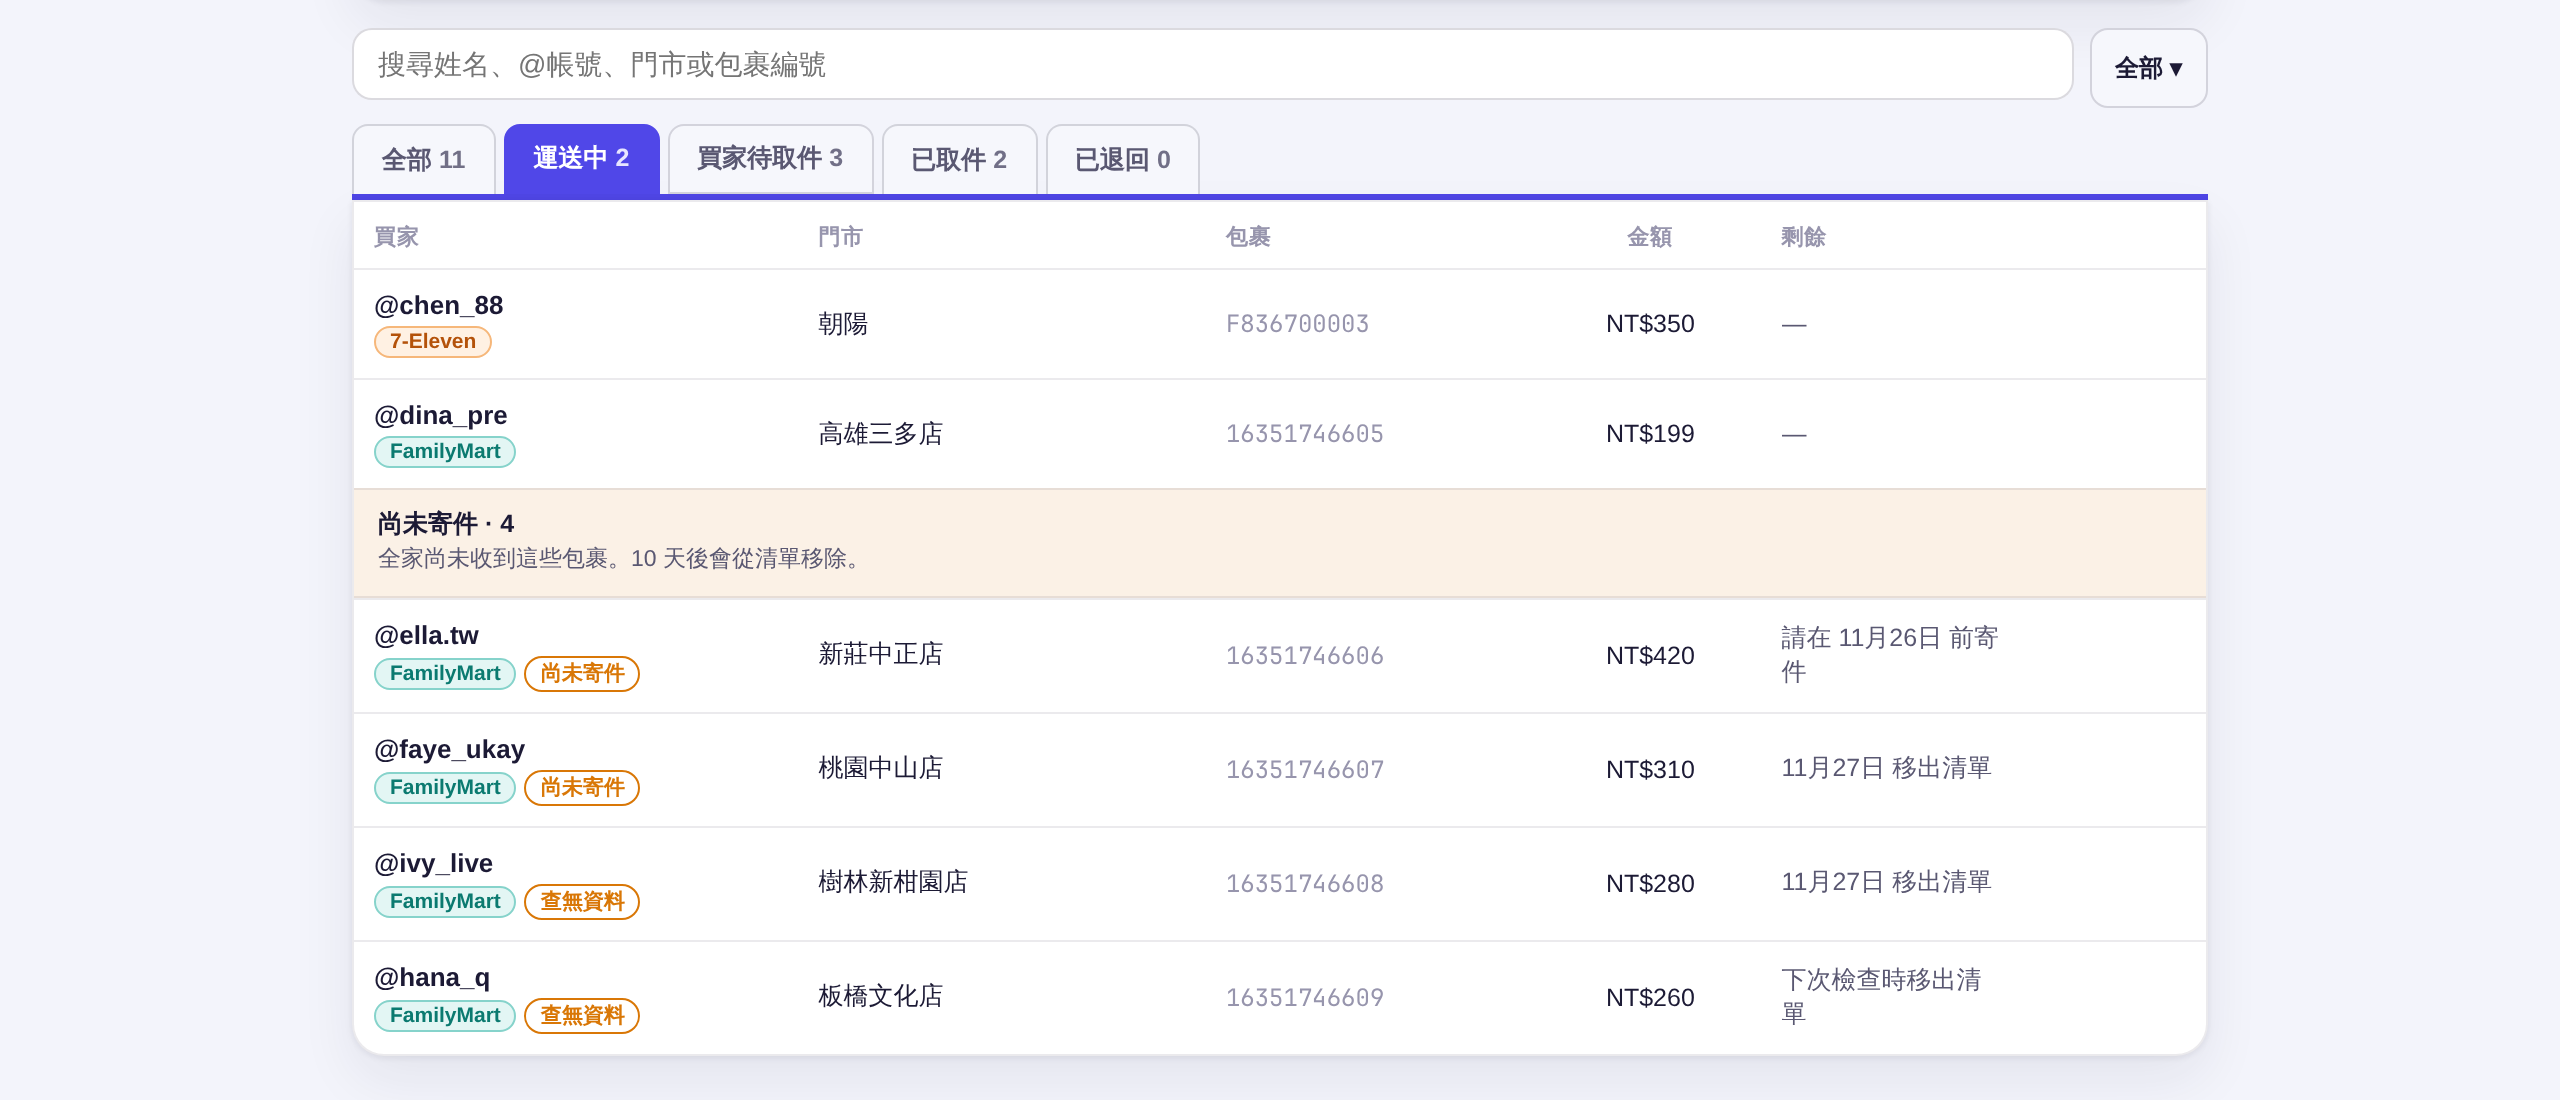 搜尋姓名、@帳號、門市或包裹編號
全部 ▾
全部 11
運送中 2
買家待取件 3
已取件 2
已退回 0
買家 門市 包裹 金額 剩餘
@chen_88
7-Eleven
朝陽
F836700003
NT$350
—
@dina_pre
FamilyMart
高雄三多店
16351746605
NT$199
—
尚未寄件 · 4
全家尚未收到這些包裹。10 天後會從清單移除。
@ella.tw
FamilyMart 尚未寄件
新莊中正店
16351746606
NT$420
請在 11月26日 前寄
件
@faye_ukay
FamilyMart 尚未寄件
桃園中山店
16351746607
NT$310
11月27日 移出清單
@ivy_live
FamilyMart 查無資料
樹林新柑園店
16351746608
NT$280
11月27日 移出清單
@hana_q
FamilyMart 查無資料
板橋文化店
16351746609
NT$260
下次檢查時移出清
單